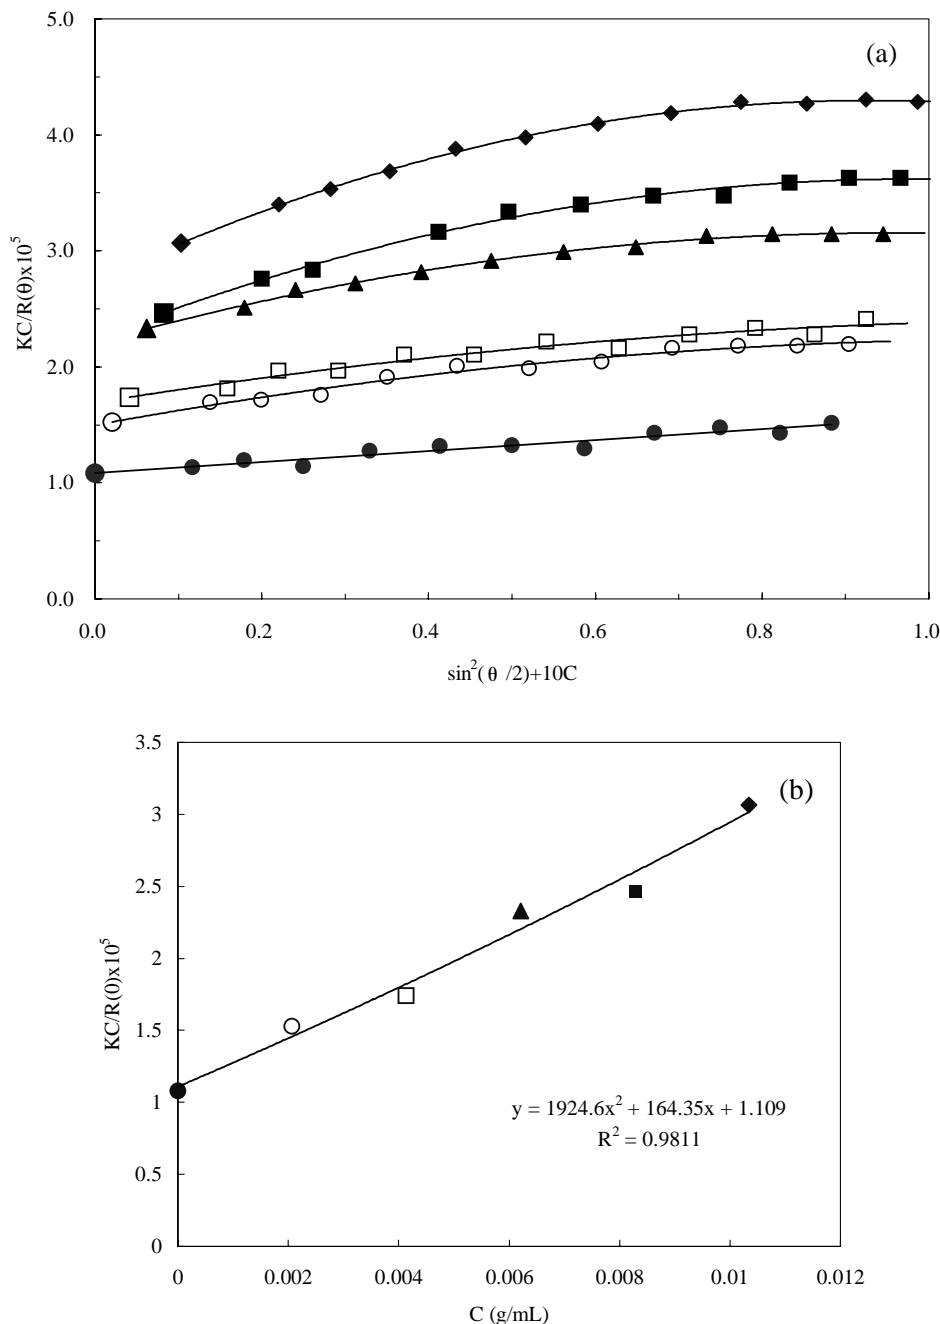 5.0
(a)
4.0
3.0
KC/R(θ)x10⁵
2.0
1.0
0.0
0.0 0.2 0.4 0.6 0.8 1.0
sin²(θ /2)+10C
3.5
(b)
3
2.5
2
KC/R(0)x10⁵
1.5
1
y = 1924.6x² + 164.35x + 1.109
R² = 0.9811
0.5
0
0 0.002 0.004 0.006 0.008 0.01 0.012
C (g/mL)